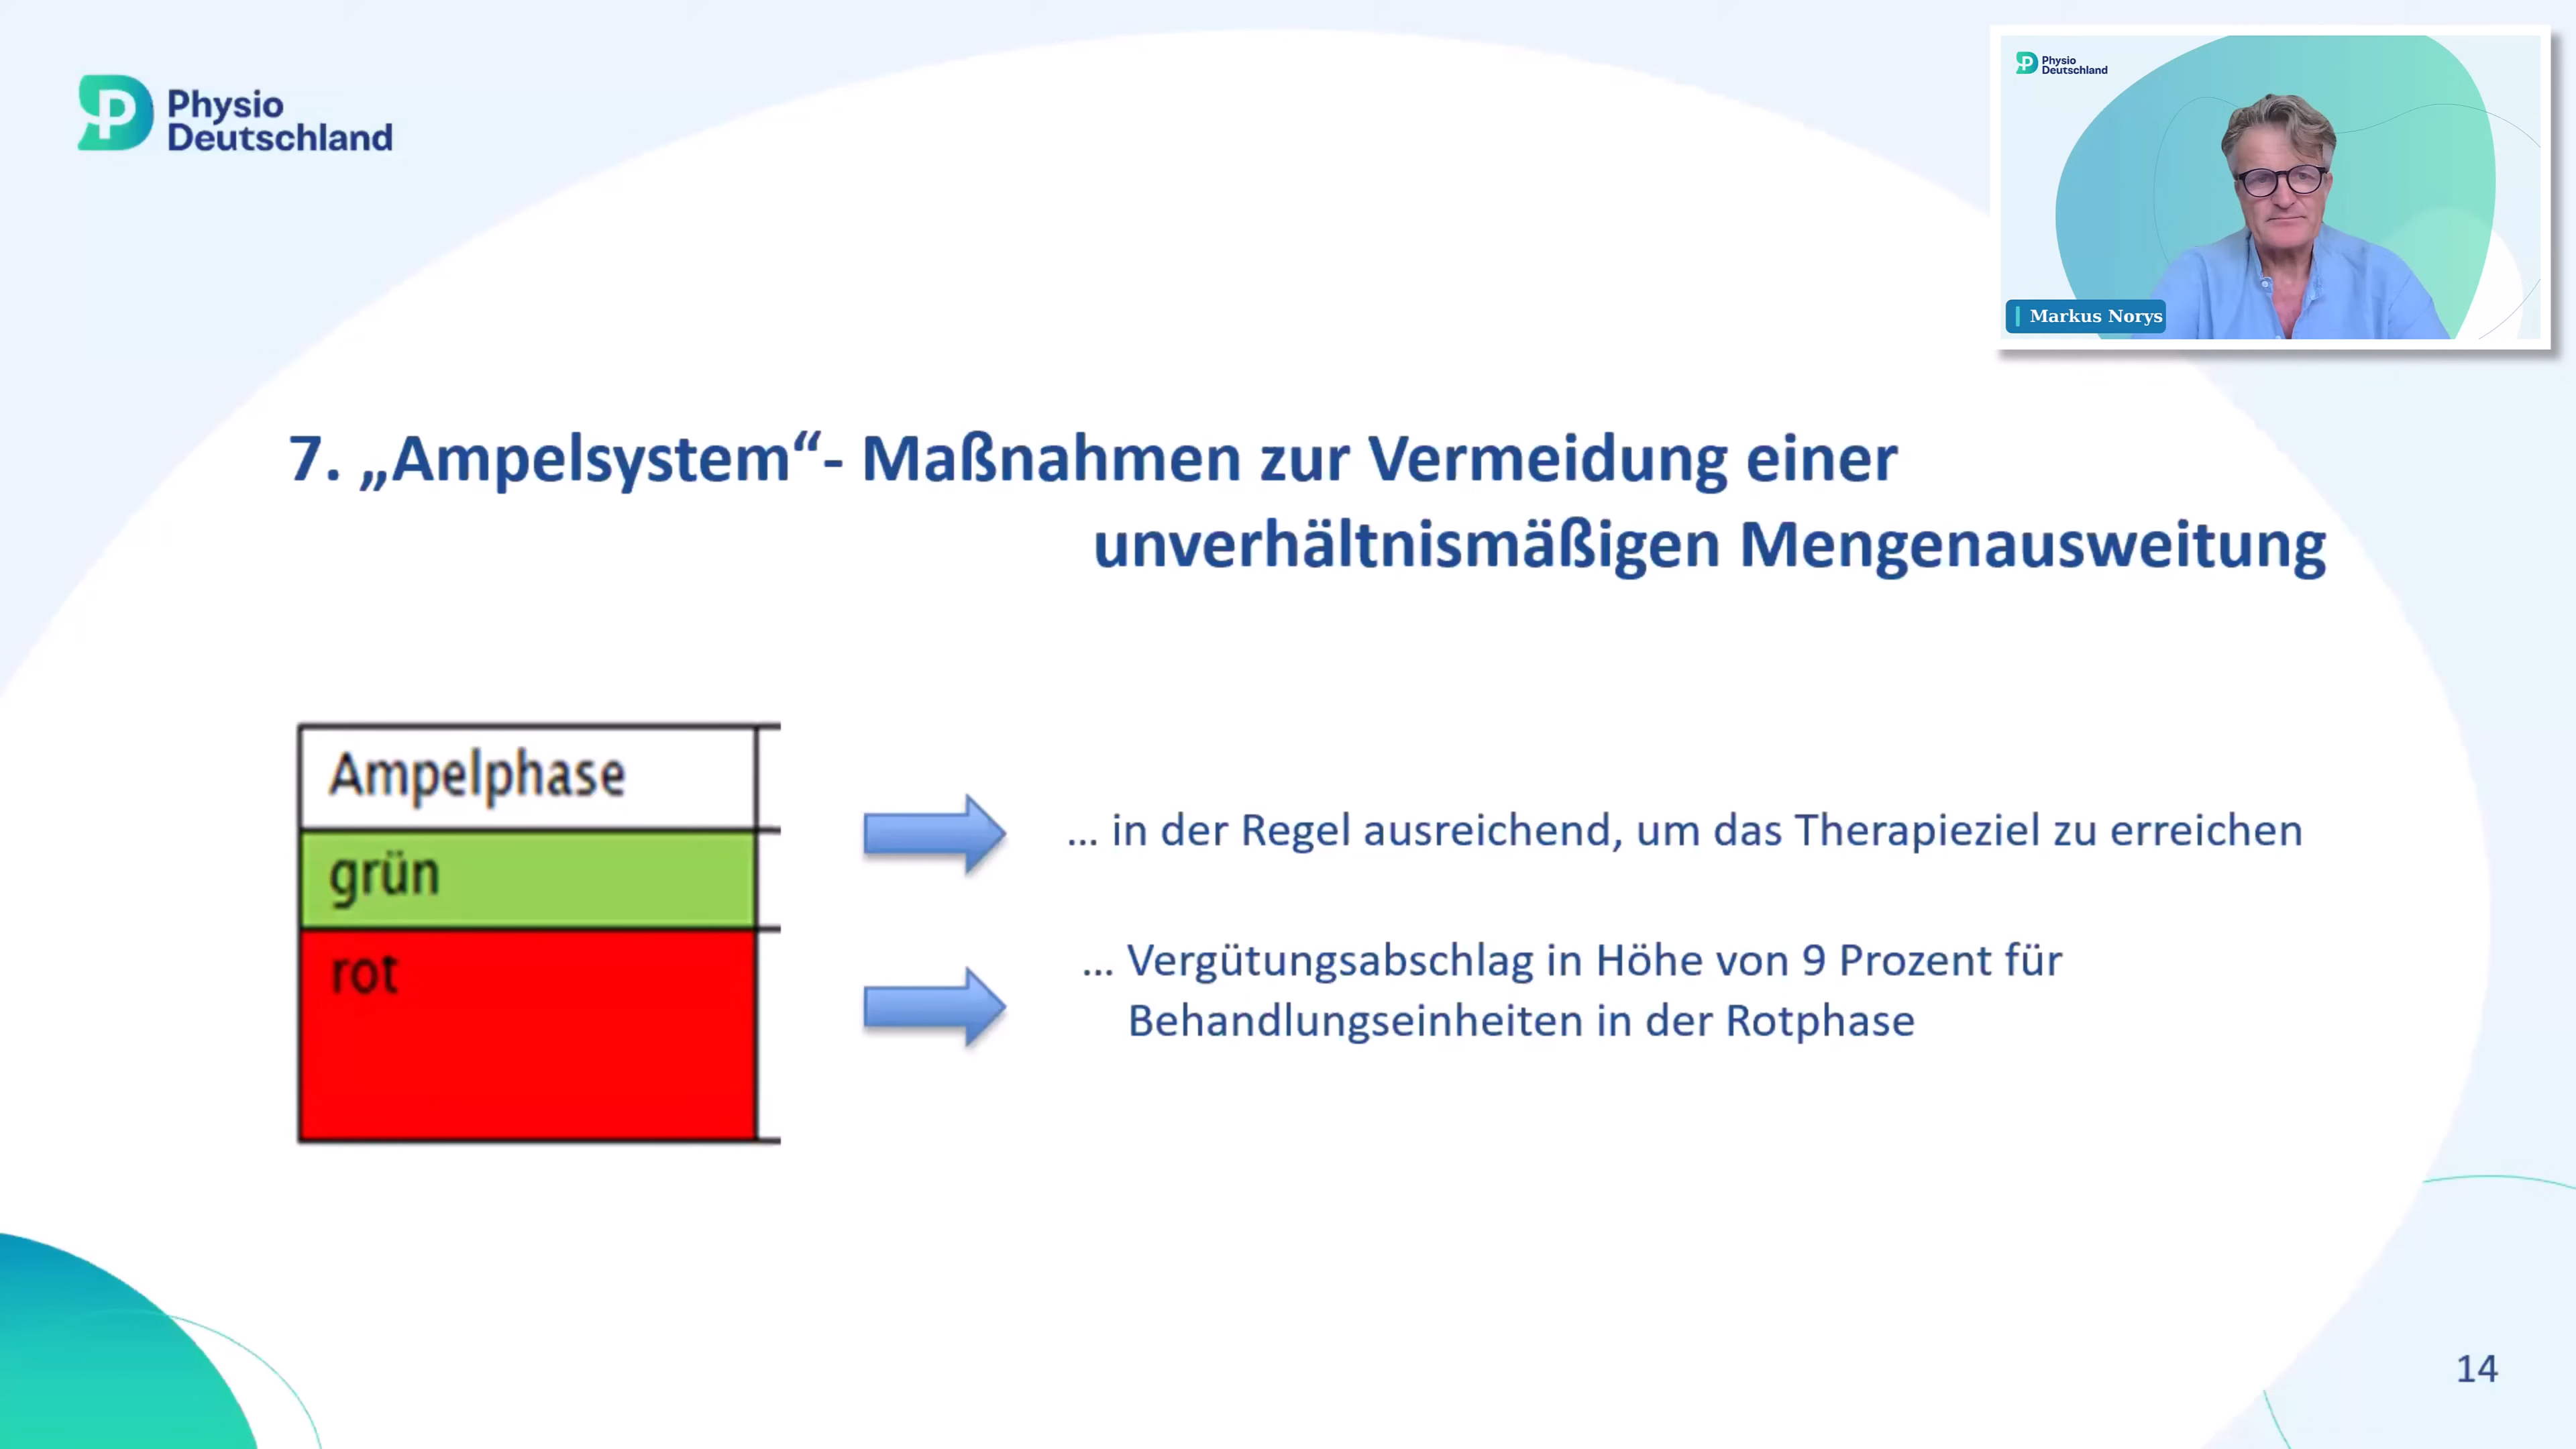 Physio
Deutschland
Physio
Deutschland
Markus Norys
7. „Ampelsystem“- Maßnahmen zur Vermeidung einer
unverhältnismäßigen Mengenausweitung
Ampelphase
grün
rot
... in der Regel ausreichend, um das Therapieziel zu erreichen
... Vergütungsabschlag in Höhe von 9 Prozent für
Behandlungseinheiten in der Rotphase
14